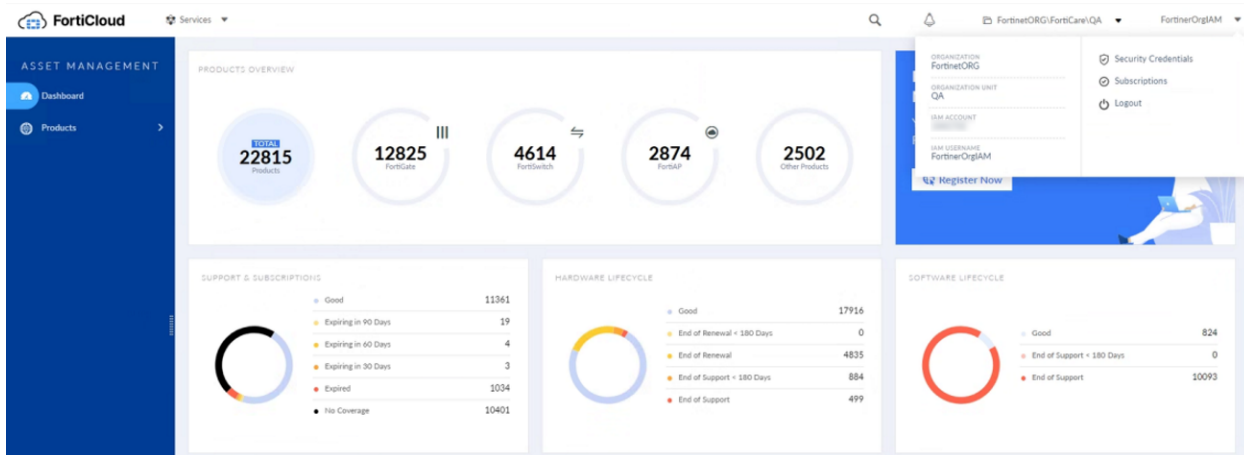 FortiCloud
Services
FortinetORG\FortiCare\QA
FortinerOrgIAM
ASSET MANAGEMENT
Dashboard
Products
PRODUCTS OVERVIEW
TOTAL
22815
Products
12825
FortiGate
4614
FortiSwitch
2874
FortiAP
2502
Other Products
ORGANIZATION
FortinetORG
ORGANIZATION UNIT
QA
IAM ACCOUNT
IAM USERNAME
FortinerOrgIAM
Security Credentials
Subscriptions
Logout
Register Now
SUPPORT & SUBSCRIPTIONS
Good 11361
Expiring in 90 Days 19
Expiring in 60 Days 4
Expiring in 30 Days 3
Expired 1034
No Coverage 10401
HARDWARE LIFECYCLE
Good 17916
End of Renewal < 180 Days 0
End of Renewal 4835
End of Support < 180 Days 884
End of Support 499
SOFTWARE LIFECYCLE
Good 824
End of Support < 180 Days 0
End of Support 10093